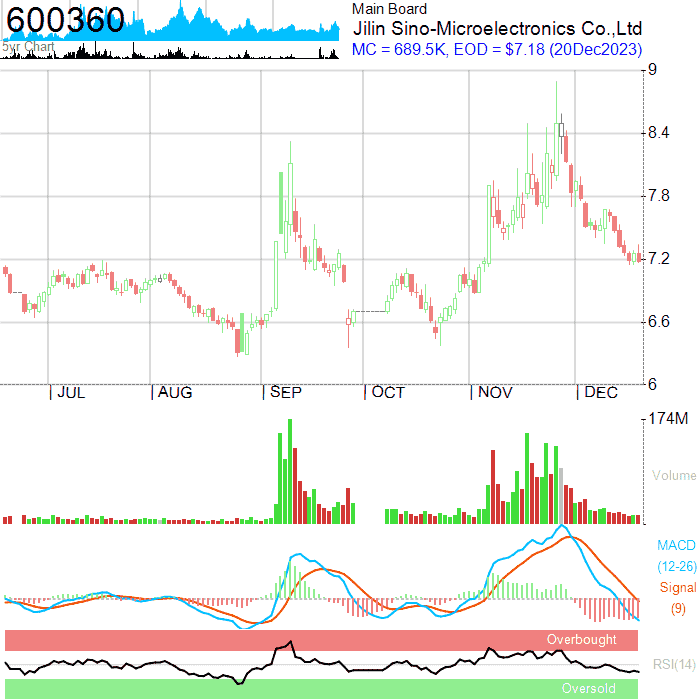 600360
5yr Chart
Main Board
Jilin Sino-Microelectronics Co.,Ltd
MC = 689.5K, EOD = $7.18 (20Dec2023)
9
8.4
7.8
7.2
6.6
6
| JUL | AUG | SEP | OCT | NOV | DEC
174M
Volume
MACD
(12-26)
Signal
(9)
Overbought
RSI(14)
Oversold